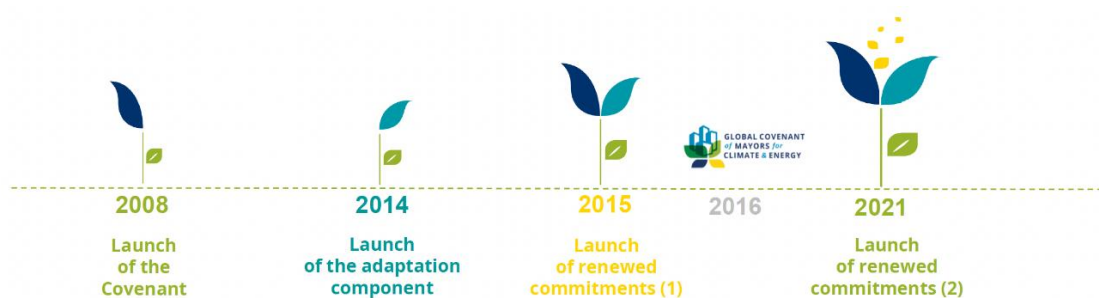 GLOBAL COVENANT
of MAYORS for
CLIMATE & ENERGY
2008
2014
2015
2016
2021
Launch
of the
Covenant
Launch
of the adaptation
component
Launch
of renewed
commitments (1)
Launch
of renewed
commitments (2)